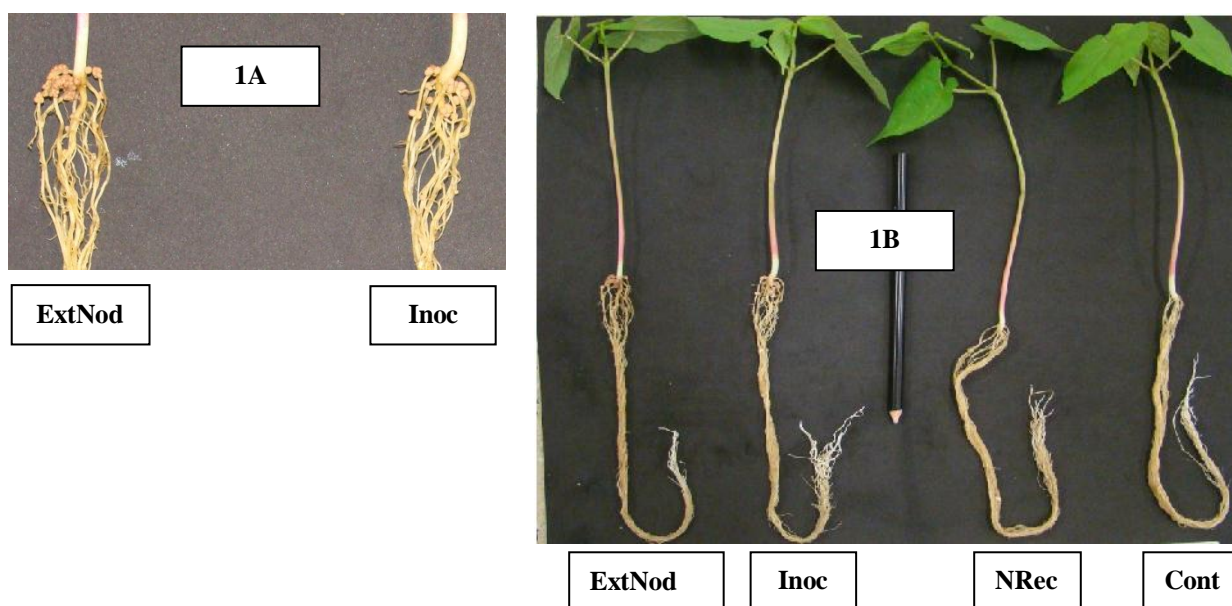 1A
ExtNod
Inoc
1B
ExtNod
Inoc
NRec
Cont